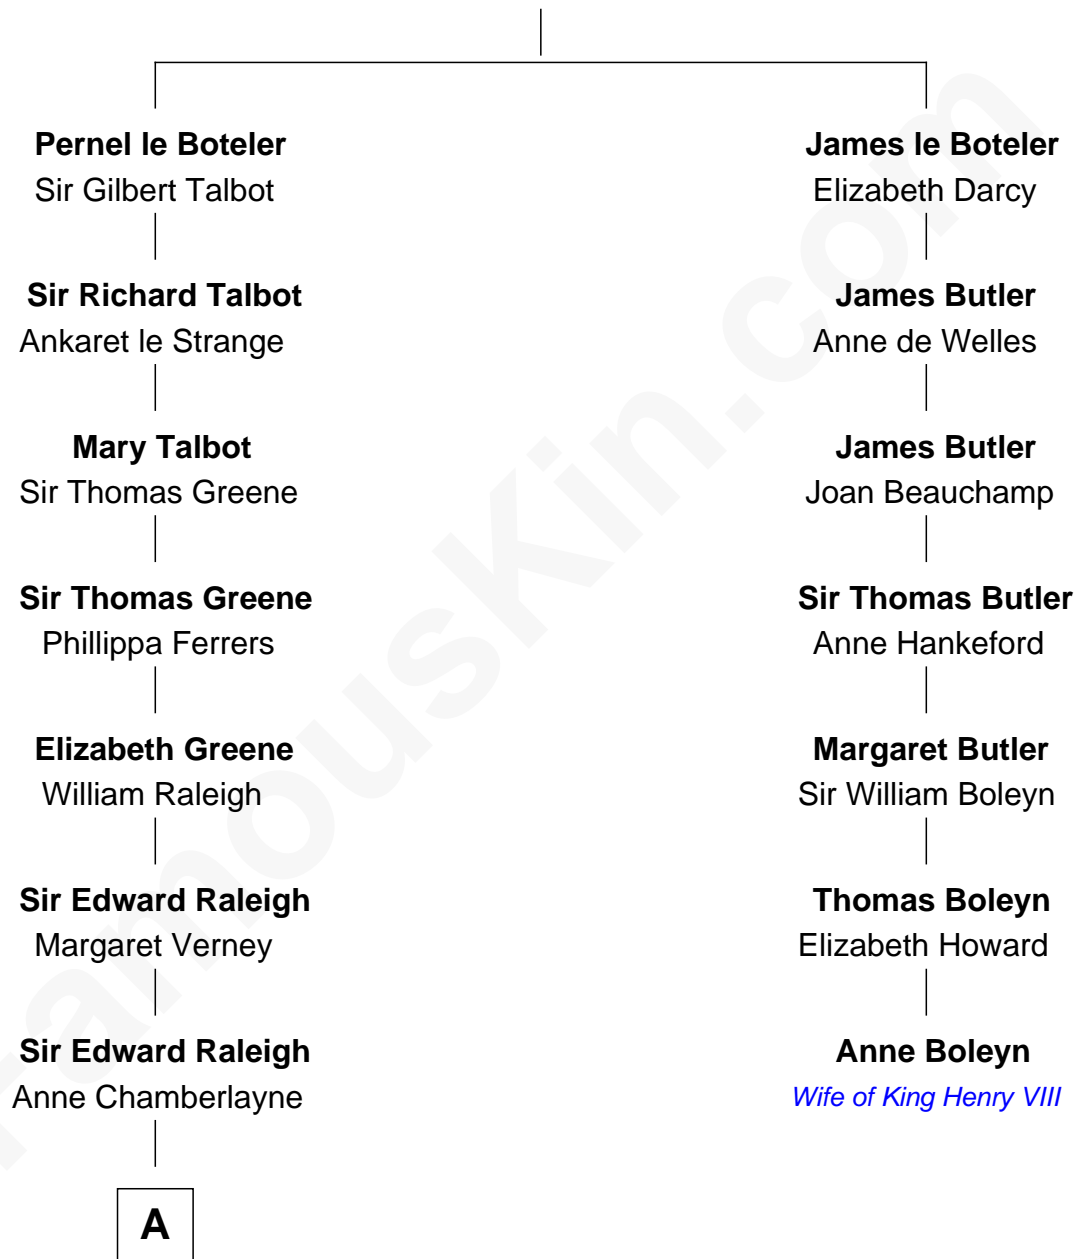 Pernel le Boteler
Sir Gilbert Talbot
Sir Richard Talbot
Ankaret le Strange
Mary Talbot
Sir Thomas Greene
Sir Thomas Greene
Phillippa Ferrers
Elizabeth Greene
William Raleigh
Sir Edward Raleigh
Margaret Verney
Sir Edward Raleigh
Anne Chamberlayne
A
James le Boteler
Elizabeth Darcy
James Butler
Anne de Welles
James Butler
Joan Beauchamp
Sir Thomas Butler
Anne Hankeford
Margaret Butler
Sir William Boleyn
Thomas Boleyn
Elizabeth Howard
Anne Boleyn
Wife of King Henry VIII
FamousKin.com